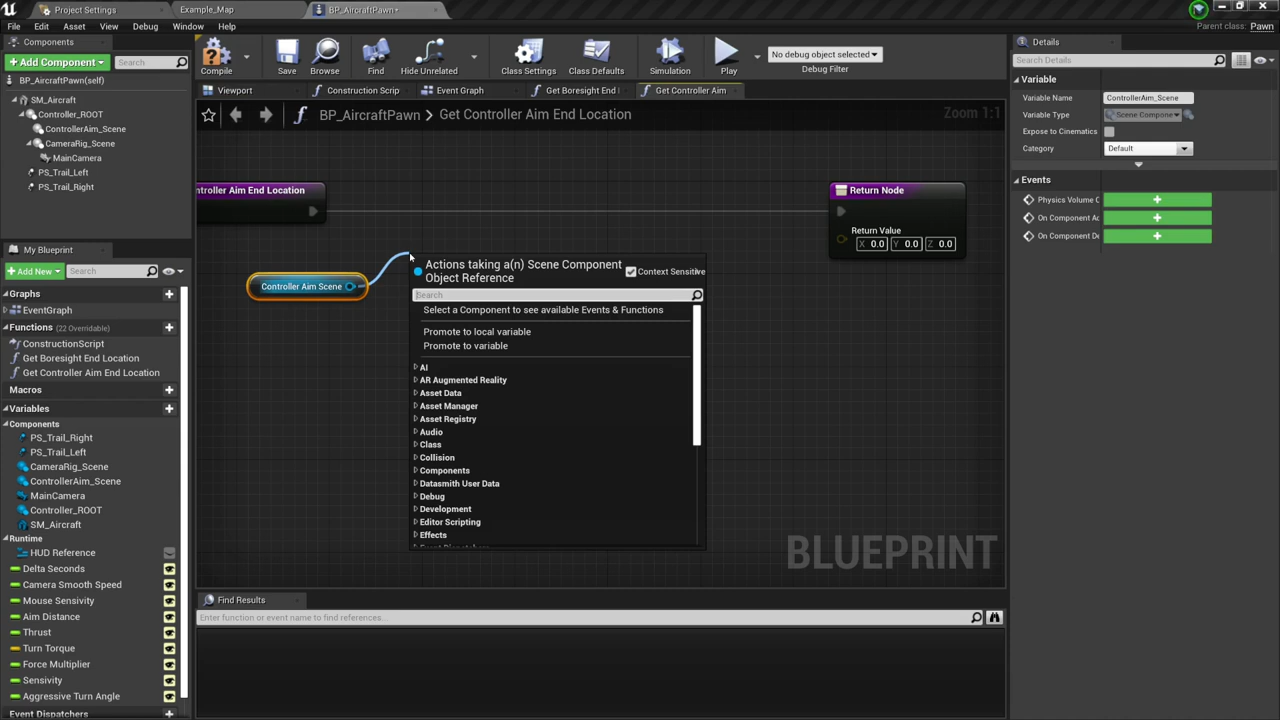 Project Settings
Example_Map
BP_AircraftPawn*
File Edit Asset View Debug Window Help
Parent class: Pawn
Components
+ Add Component
Search
BP_AircraftPawn(self)
SM_Aircraft
Controller_ROOT
ControllerAim_Scene
CameraRig_Scene
MainCamera
PS_Trail_Left
PS_Trail_Right
My Blueprint
+ Add New
Search
Graphs
EventGraph
Functions (22 Overridable)
ConstructionScript
Get Boresight End Location
Get Controller Aim End Location
Macros
Variables
Components
PS_Trail_Right
PS_Trail_Left
CameraRig_Scene
ControllerAim_Scene
MainCamera
Controller_ROOT
SM_Aircraft
Runtime
HUD Reference
Delta Seconds
Camera Smooth Speed
Mouse Sensivity
Aim Distance
Thrust
Turn Torque
Force Multiplier
Sensivity
Aggressive Turn Angle
Event Dispatchers
Compile
Save
Browse
Find
Hide Unrelated
Class Settings
Class Defaults
Simulation
Play
No debug object selected
Debug Filter
Viewport
Construction Scrip
Event Graph
Get Boresight End I
Get Controller Aim
BP_AircraftPawn > Get Controller Aim End Location
Zoom 1:1
ntroller Aim End Location
Return Node
Return Value
X 0.0 Y 0.0 Z 0.0
Controller Aim Scene
Actions taking a(n) Scene Component
Object Reference
Context Sensitive
Search
Select a Component to see available Events & Functions
Promote to local variable
Promote to variable
AI
AR Augmented Reality
Asset Data
Asset Manager
Asset Registry
Audio
Class
Collision
Components
Datasmith User Data
Debug
Development
Editor Scripting
Effects
BLUEPRINT
Find Results
Enter function or event name to find references...
Details
Search Details
Variable
Variable Name
ControllerAim_Scene
Variable Type
Scene Compone
Expose to Cinematics
Category
Default
Events
Physics Volume C
On Component A
On Component De